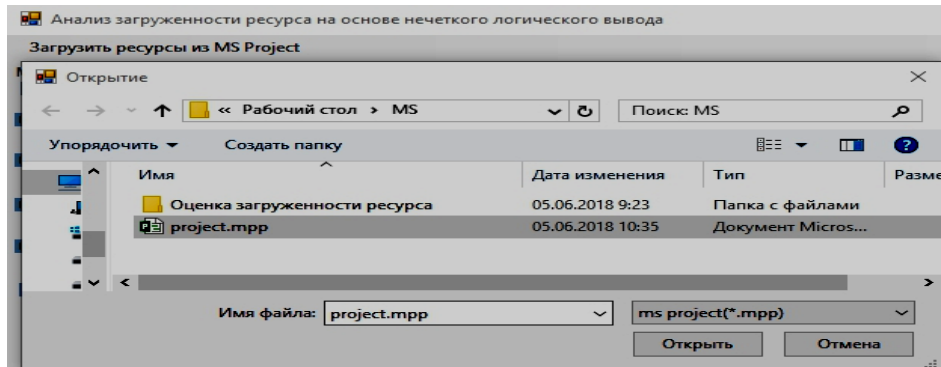 Анализ загруженности ресурса на основе нечеткого логического вывода
Загрузить ресурсы из MS Project
Открытие
« Рабочий стол > MS
Поиск: MS
Упорядочить
Создать папку
Имя Дата изменения Тип Разме
Оценка загруженности ресурса 05.06.2018 9:23 Папка с файлами
project.mpp 05.06.2018 10:35 Документ Micros...
Имя файла: project.mpp ms project(*.mpp)
Открыть Отмена